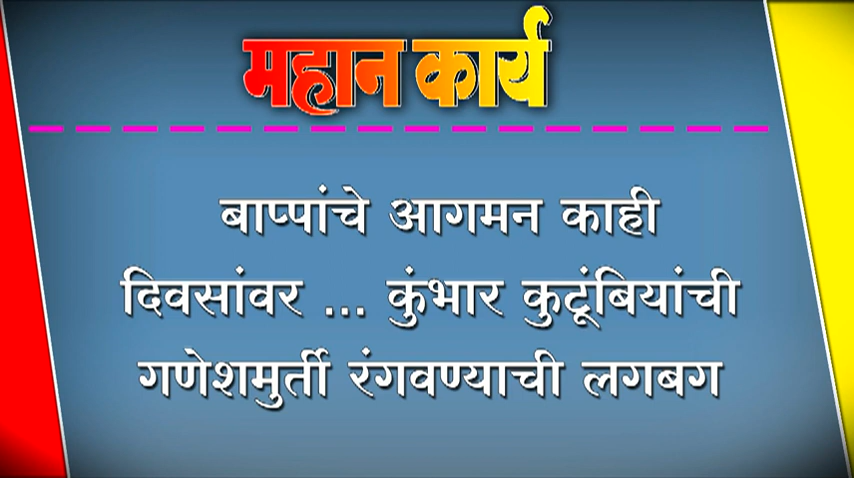 महान कार्य
बाप्पांचे आगमन काही
दिवसांवर ... कुंभार कुटूंबियांची
गणेशमुर्ती रंगवण्याची लगबग